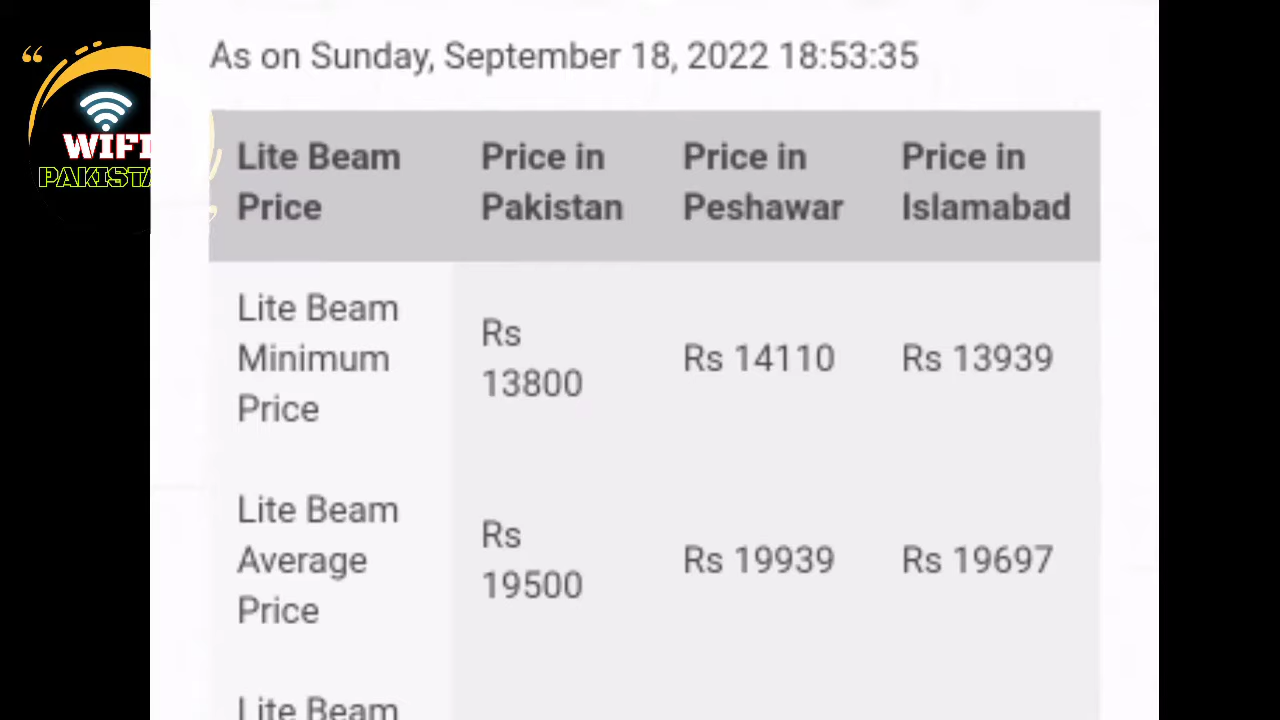 “
WIFI
PAKISTA
As on Sunday, September 18, 2022 18:53:35
Lite Beam Price in Price in Price in
Price Pakistan Peshawar Islamabad
Lite Beam
Minimum
Price
Rs
13800
Rs 14110
Rs 13939
Lite Beam
Average
Price
Rs
19500
Rs 19939
Rs 19697
Lite Beam